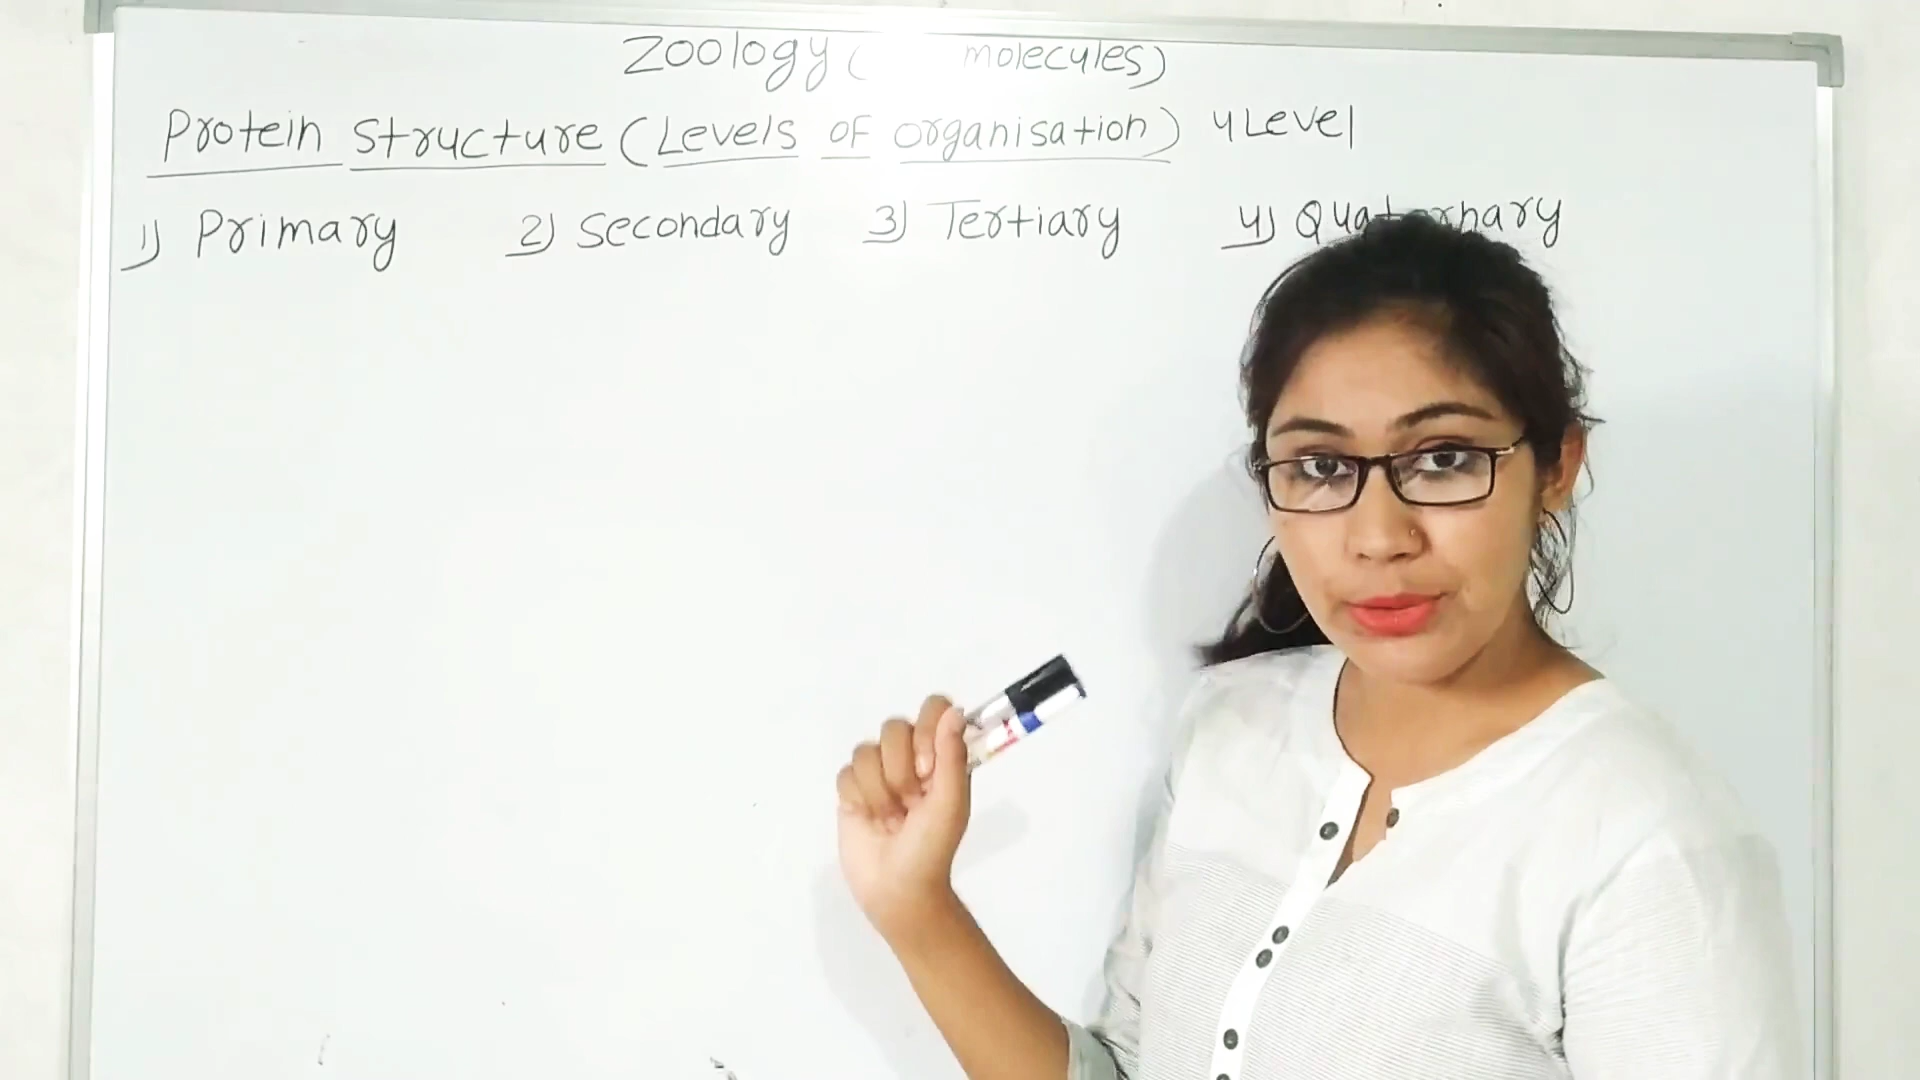 Zoology ( molecules)
Protein Structure (Levels of organisation) 4 Level
1) Primary 2) Secondary 3) Tertiary 4) Quaternary